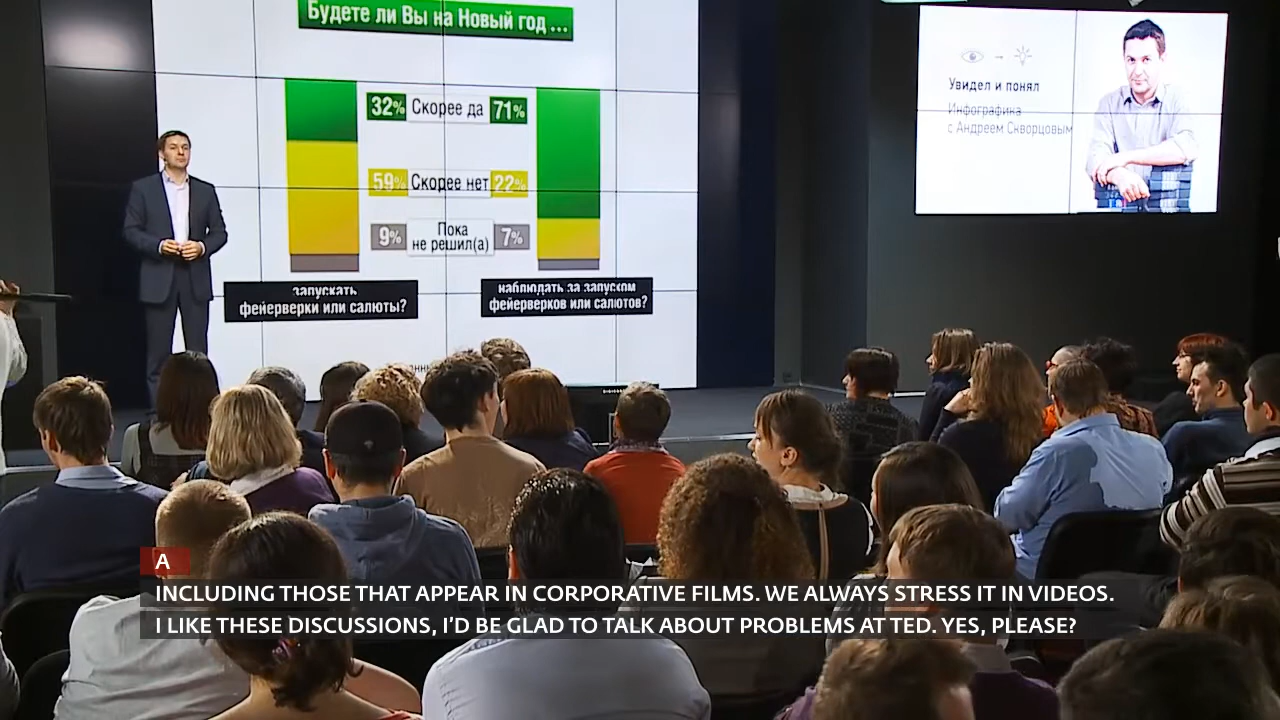 Будете ли Вы на Новый год ...
32% Скорее да 71%
59% Скорее нет 22%
9% Пока не решил(а) 7%
запускать
фейерверки или салюты?
наблюдать за запуском
фейерверков или салютов?
Увидел и понял
Инфографика
с Андреем Скворцовым
A
INCLUDING THOSE THAT APPEAR IN CORPORATIVE FILMS. WE ALWAYS STRESS IT IN VIDEOS.
I LIKE THESE DISCUSSIONS, I'D BE GLAD TO TALK ABOUT PROBLEMS AT TED. YES, PLEASE?